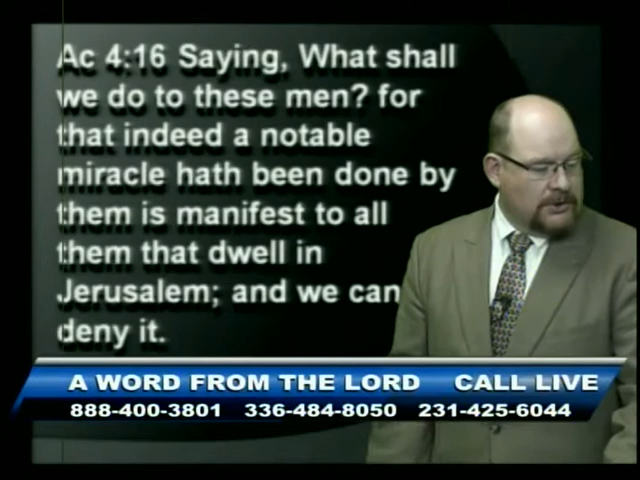 Ac 4:16 Saying, What shall
we do to these men? for
that indeed a notable
miracle hath been done by
them is manifest to all
them that dwell in
Jerusalem; and we can
deny it.
A WORD FROM THE LORD CALL LIVE
888-400-3801 336-484-8050 231-425-6044